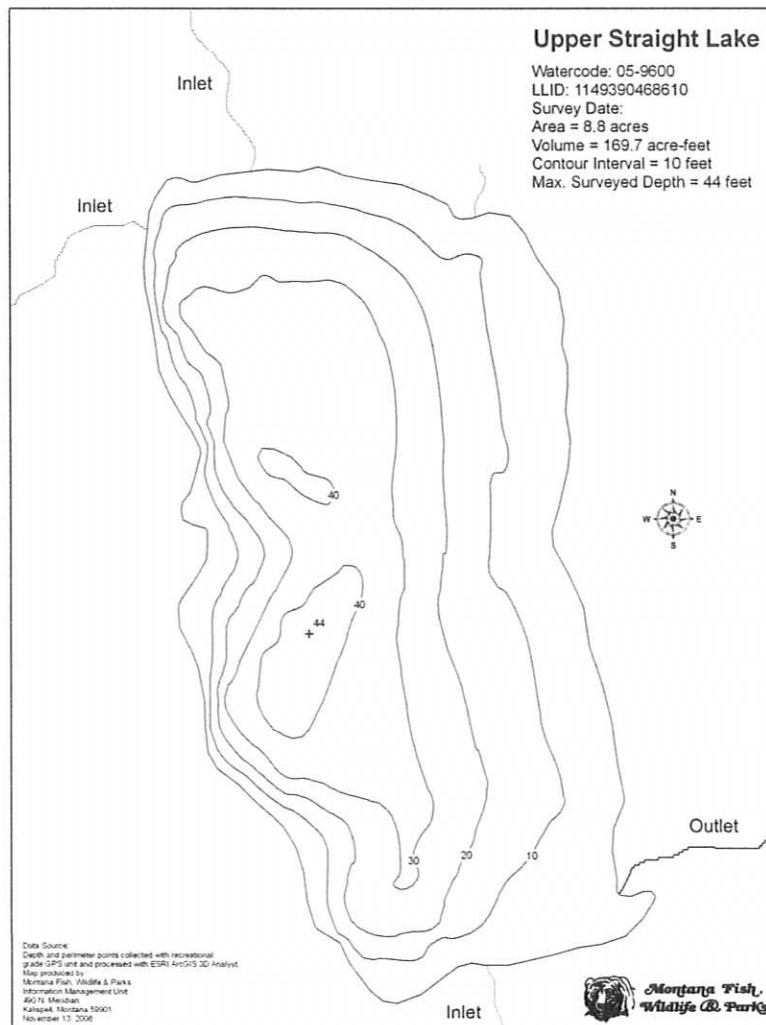 Upper Straight Lake
Watercode: 05-9600
LLID: 1149390468610
Survey Date:
Area = 8.8 acres
Volume = 169.7 acre-feet
Contour Interval = 10 feet
Max. Surveyed Depth = 44 feet
Inlet
Inlet
40
N
W E
S
40
44
Outlet
30
20
10
Data Source:
Depth and perimeter points collected with recreational
grade GPS unit and processed with ESRI ArcGIS 3D Analyst.
Map produced by:
Montana Fish, Wildlife & Parks
Information Management Unit
490 N. Meridian
Kalispell, Montana 59901
November 13, 2006
Inlet
Montana Fish,
Wildlife & Parks